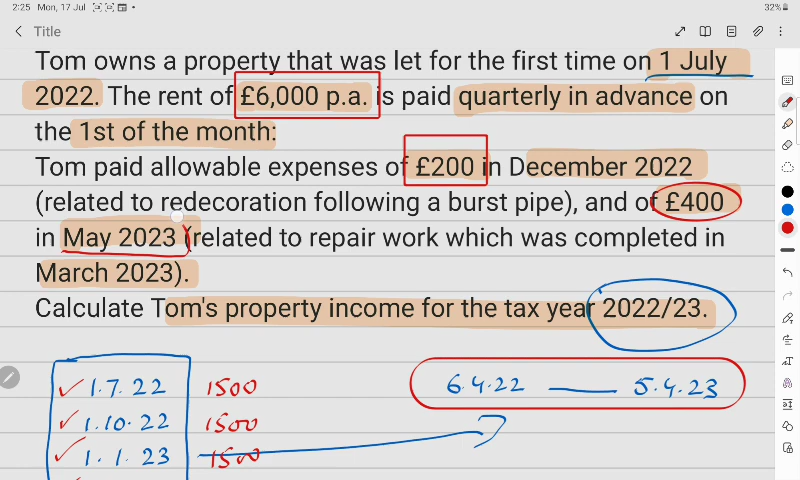 2:25 Mon, 17 Jul
32%
Title
Tom owns a property that was let for the first time on 1 July
2022. The rent of £6,000 p.a. is paid quarterly in advance on
the 1st of the month:
Tom paid allowable expenses of £200 in December 2022
(related to redecoration following a burst pipe), and of £400
in May 2023 (related to repair work which was completed in
March 2023).
Calculate Tom's property income for the tax year 2022/23.
1.7.22 1500 6.4.22 — 5.4.23
1.10.22 1500
1.1.23 1500